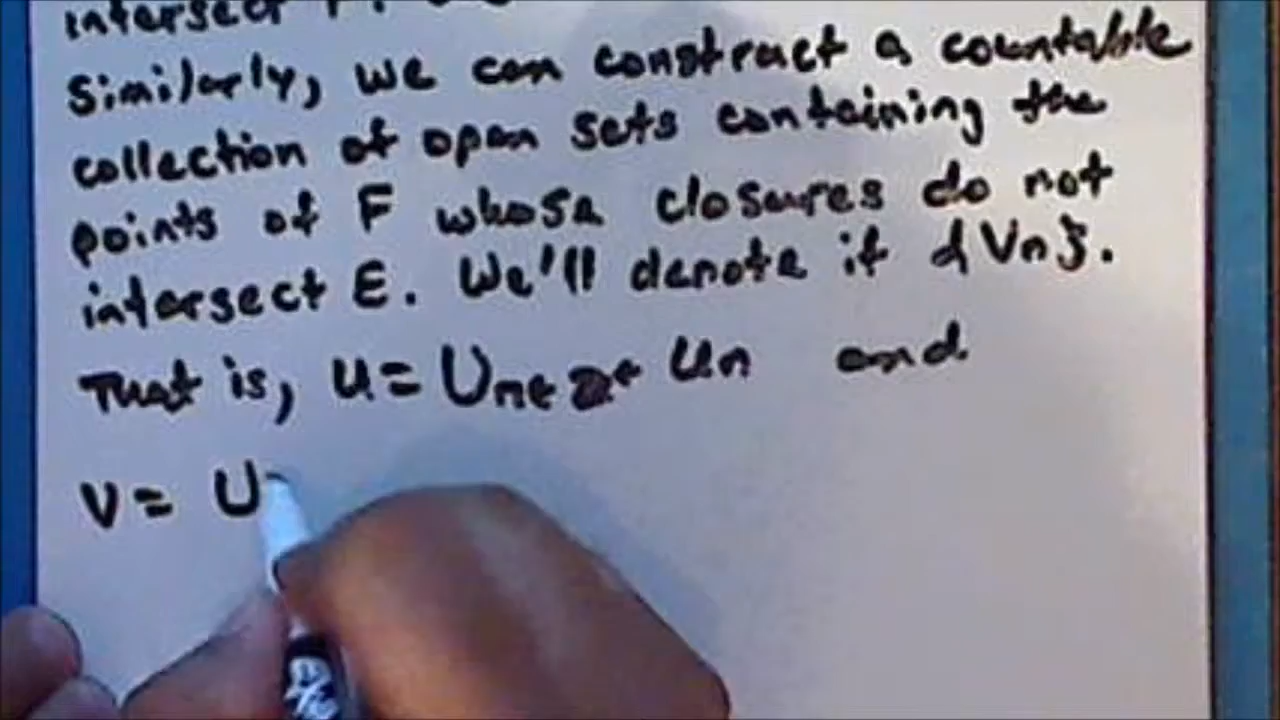 intersect F.
Similarly, we can construct a countable
collection of open sets containing the
points of F whose closures do not
intersect E. We'll denote it {Vn}.
That is, U = ∪n∈ℤ+ Un and
V = ∪